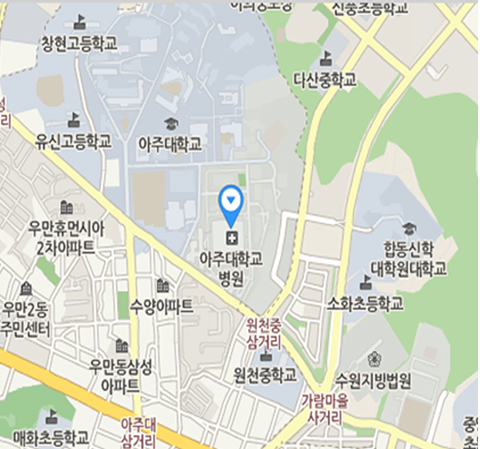 신풍초등학교
창현고등학교
다산중학교
유신고등학교
아주대학교
우만휴먼시아
2차아파트
아주대학교
병원
합동신학
대학원대학교
수양아파트
소화초등학교
우만2동
주민센터
원천중
삼거리
우만동삼성
아파트
원천중학교
수원지방법원
가람마을
사거리
매화초등학교
아주대
삼거리